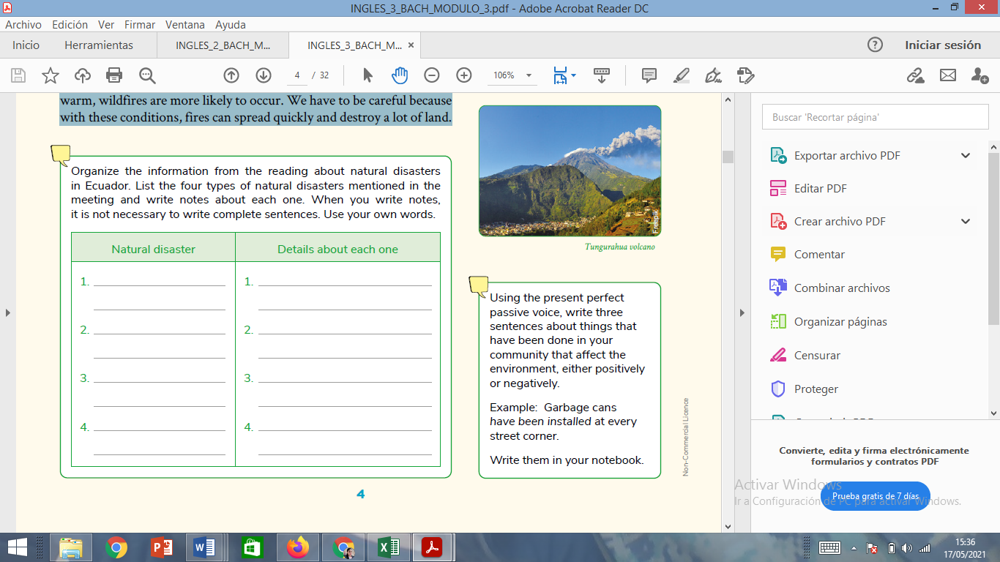 INGLES_3_BACH_MODULO_3.pdf - Adobe Acrobat Reader DC
Archivo Edición Ver Firmar Ventana Ayuda
Inicio Herramientas INGLES_2_BACH_M... INGLES_3_BACH_M... × Iniciar sesión
4 / 32 106%
warm, wildfires are more likely to occur. We have to be careful because
with these conditions, fires can spread quickly and destroy a lot of land.
Organize the information from the reading about natural disasters
in Ecuador. List the four types of natural disasters mentioned in the
meeting and write notes about each one. When you write notes,
it is not necessary to write complete sentences. Use your own words.
Natural disaster Details about each one
1. 1.
2. 2.
3. 3.
4. 4.
Freepik
Tungurahua volcano
Using the present perfect
passive voice, write three
sentences about things that
have been done in your
community that affect the
environment, either positively
or negatively.
Example: Garbage cans
have been installed at every
street corner.
Write them in your notebook.
Non-Commercial Licence
4
Buscar 'Recortar página'
Exportar archivo PDF
Editar PDF
Crear archivo PDF
Comentar
Combinar archivos
Organizar páginas
Censurar
Proteger
Convierte, edita y firma electrónicamente
formularios y contratos PDF
Activar Windows
Ir a Configuración de PC para activar Windows.
Prueba gratis de 7 días
15:36
17/05/2021